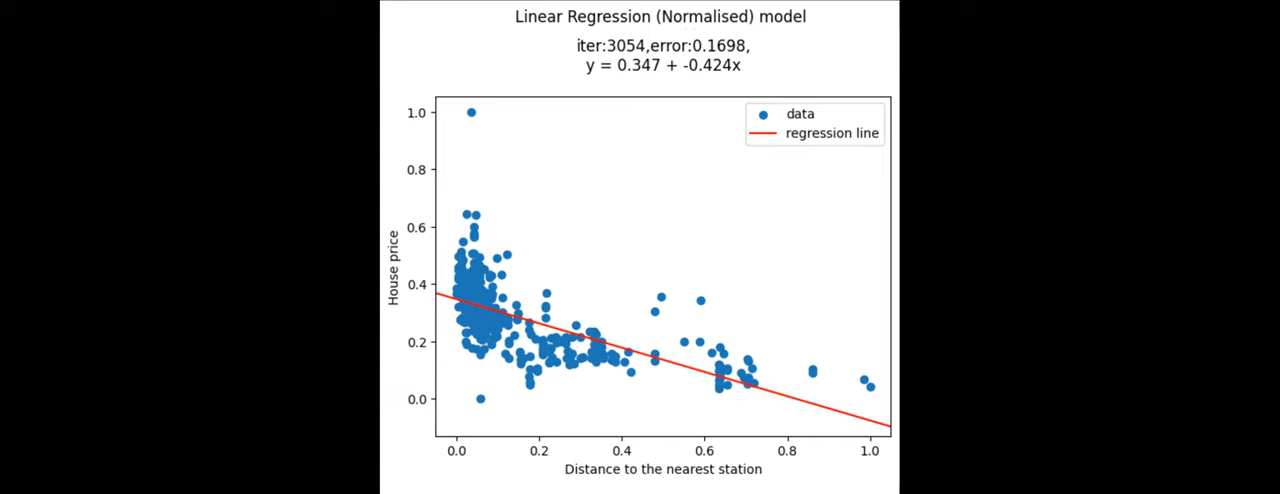 Linear Regression (Normalised) model
iter:3054,error:0.1698,
y = 0.347 + -0.424x
data
regression line
1.0
0.8
0.6
0.4
0.2
0.0
House price
0.0 0.2 0.4 0.6 0.8 1.0
Distance to the nearest station